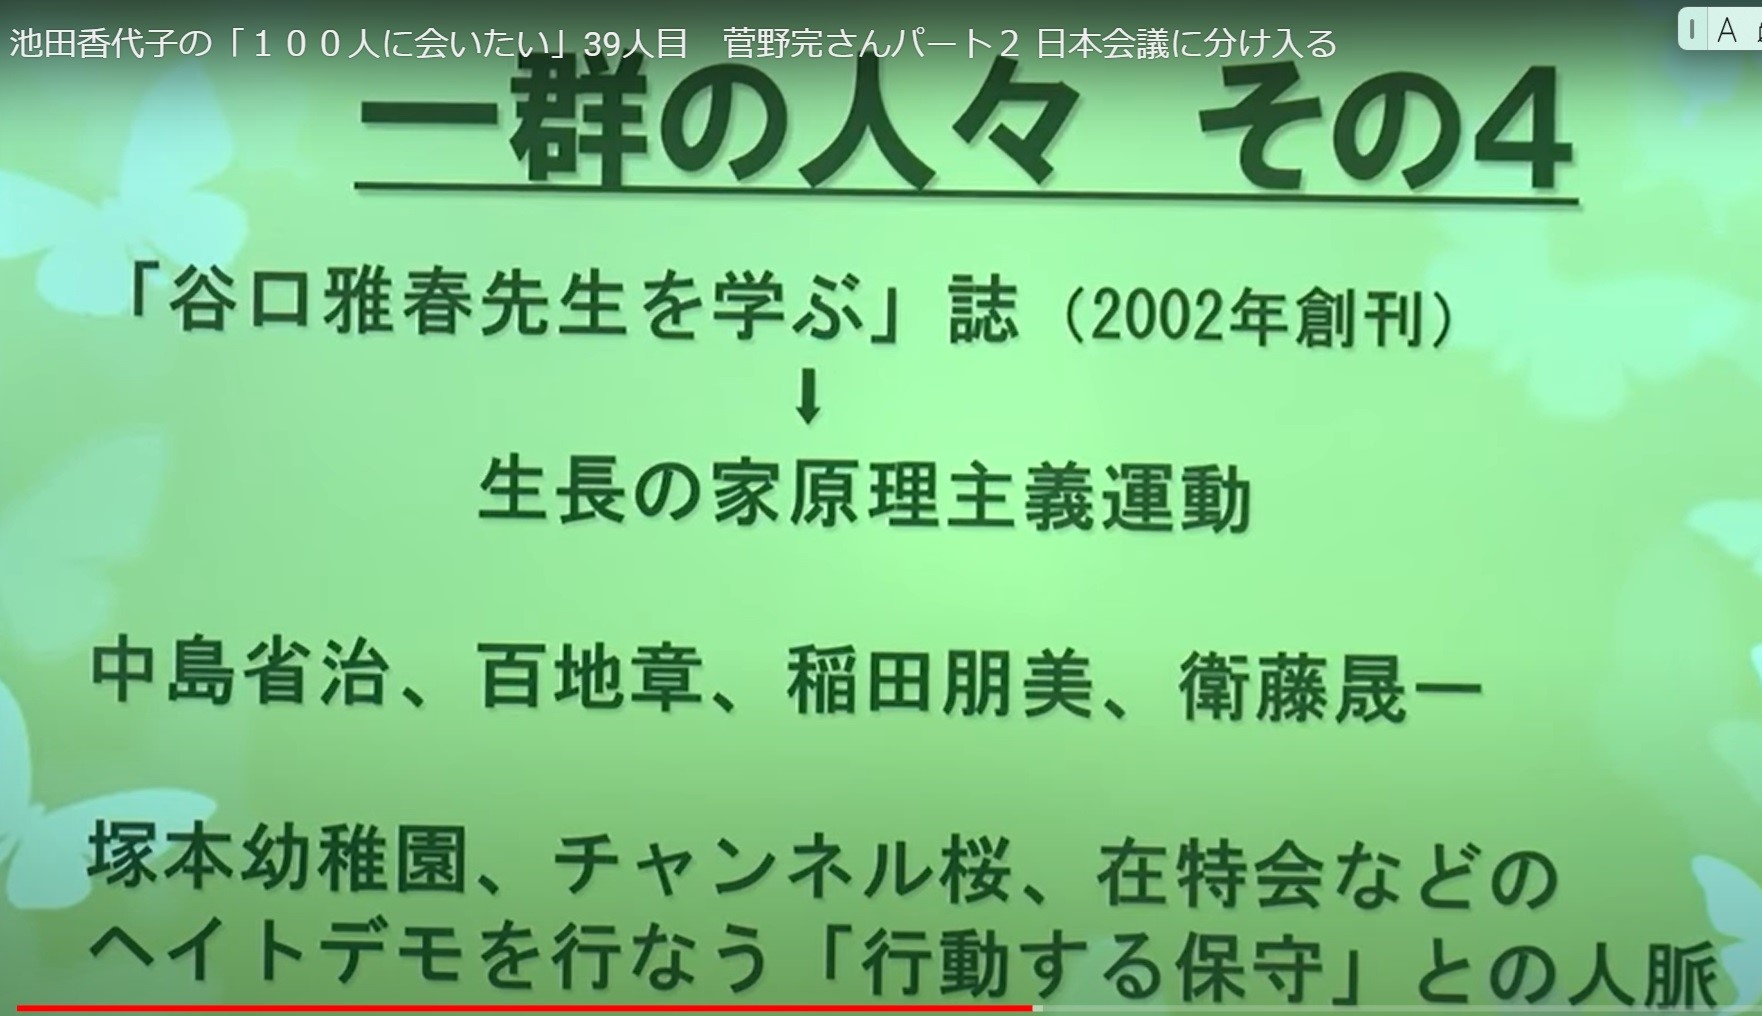 池田香代子の「１００人に会いたい」39人目　菅野完さんパート２ 日本会議に分け入る
A
一群の人々　その４
「谷口雅春先生を学ぶ」誌（2002年創刊）
↓
生長の家原理主義運動
中島省治、百地章、稲田朋美、衛藤晟一
塚本幼稚園、チャンネル桜、在特会などの
ヘイトデモを行なう「行動する保守」との人脈